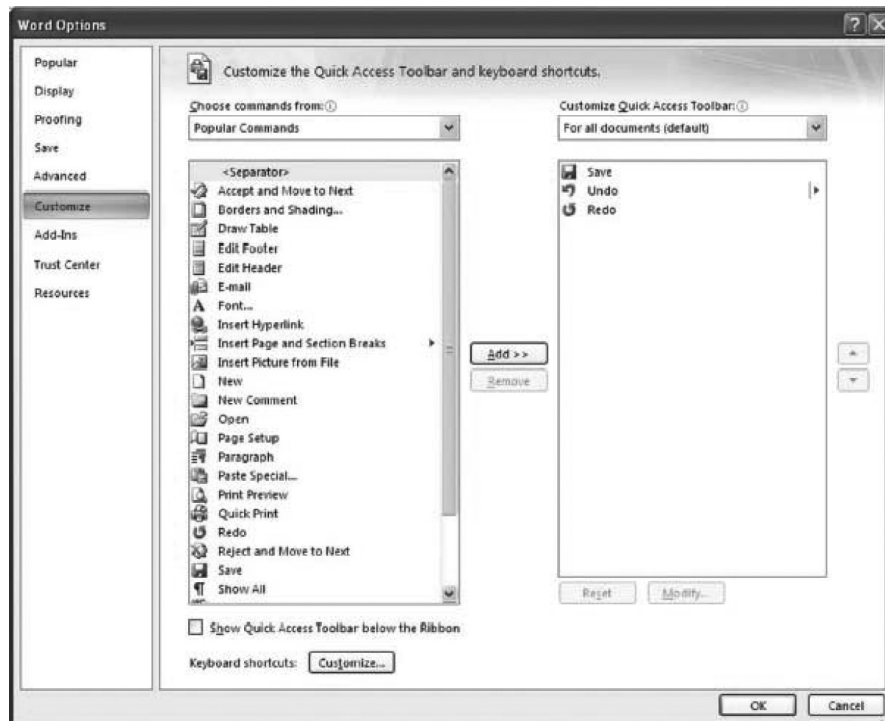 Word Options
Popular
Display
Proofing
Save
Advanced
Customize
Add-Ins
Trust Center
Resources
Customize the Quick Access Toolbar and keyboard shortcuts.
Choose commands from:
Popular Commands
<Separator>
Accept and Move to Next
Borders and Shading...
Draw Table
Edit Footer
Edit Header
E-mail
Font...
Insert Hyperlink
Insert Page and Section Breaks
Insert Picture from File
New
New Comment
Open
Page Setup
Paragraph
Paste Special...
Print Preview
Quick Print
Redo
Reject and Move to Next
Save
Show All
Add >>
Remove
Customize Quick Access Toolbar:
For all documents (default)
Save
Undo
Redo
Reset
Modify...
Show Quick Access Toolbar below the Ribbon
Keyboard shortcuts: Customize...
OK
Cancel